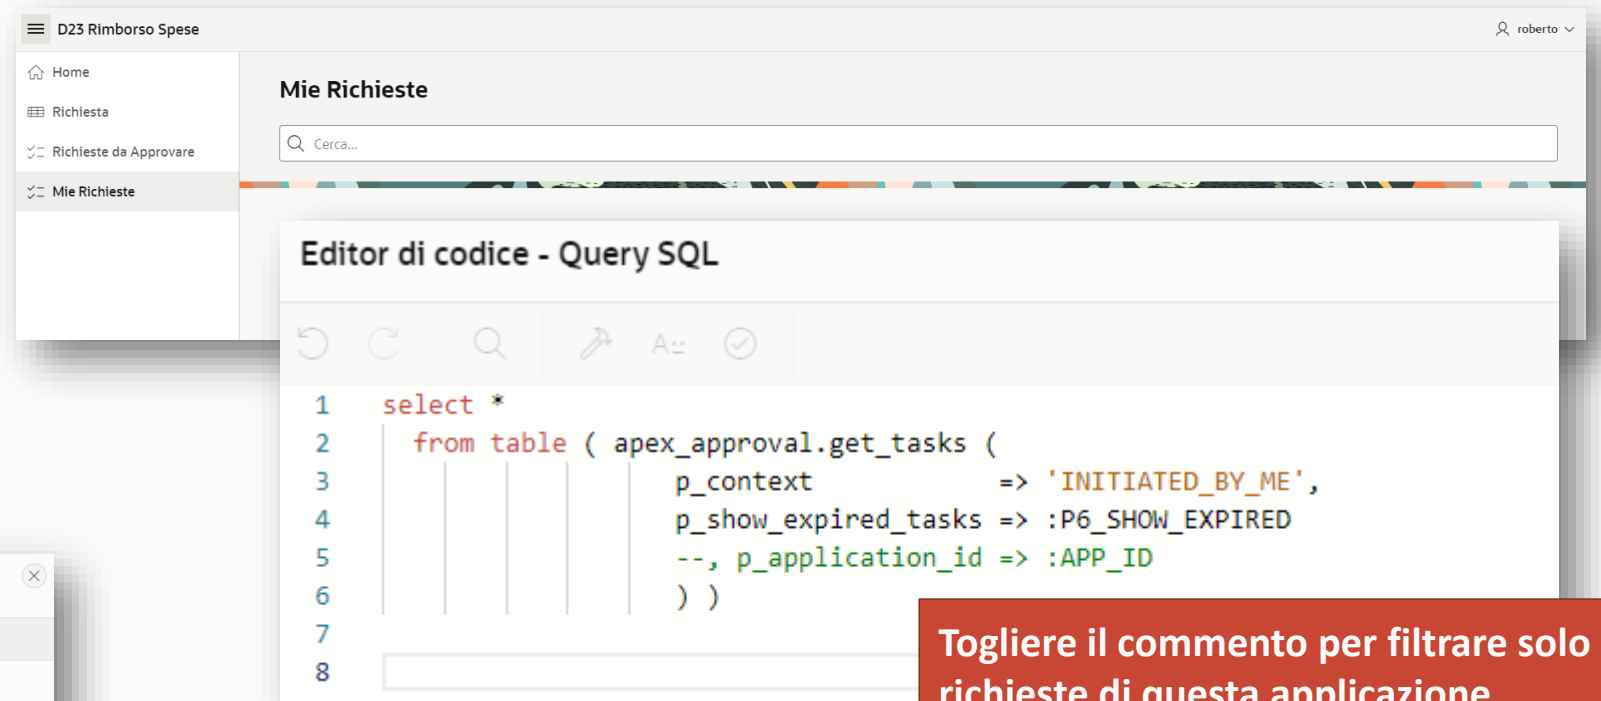 D23 Rimborso Spese
roberto
Home
Richiesta
Richieste da Approvare
Mie Richieste
Mie Richieste
Cerca...
Editor di codice - Query SQL
A::
1 select *
2 from table ( apex_approval.get_tasks (
3 p_context => 'INITIATED_BY_ME',
4 p_show_expired_tasks => :P6_SHOW_EXPIRED
5 --, p_application_id => :APP_ID
6 ) )
7
8
Togliere il commento per filtrare solo
richieste di questa applicazione